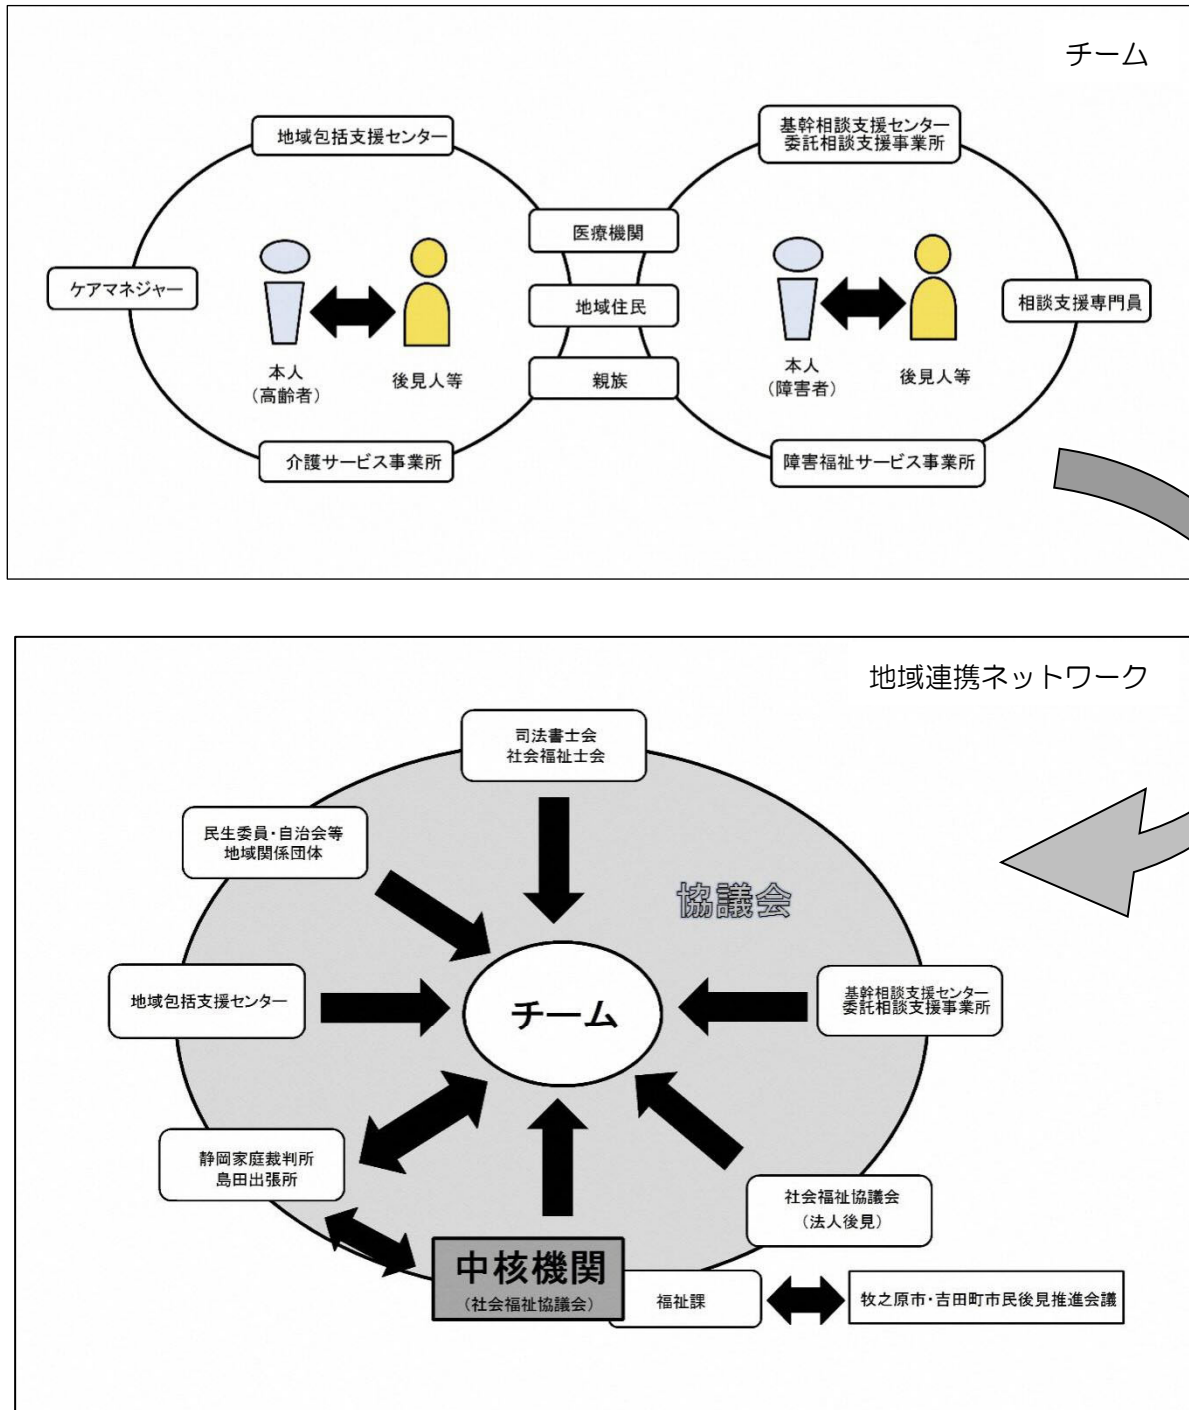 チーム
地域包括支援センター
基幹相談支援センター
委託相談支援事業所
医療機関
ケアマネジャー
地域住民
相談支援専門員
親族
本人
(高齢者)
後見人等
本人
(障害者)
後見人等
介護サービス事業所
障害福祉サービス事業所
地域連携ネットワーク
司法書士会
社会福祉士会
民生委員・自治会等
地域関係団体
協議会
地域包括支援センター
チーム
基幹相談支援センター
委託相談支援事業所
静岡家庭裁判所
島田出張所
社会福祉協議会
(法人後見)
中核機関
(社会福祉協議会)
福祉課
牧之原市・吉田町市民後見推進会議